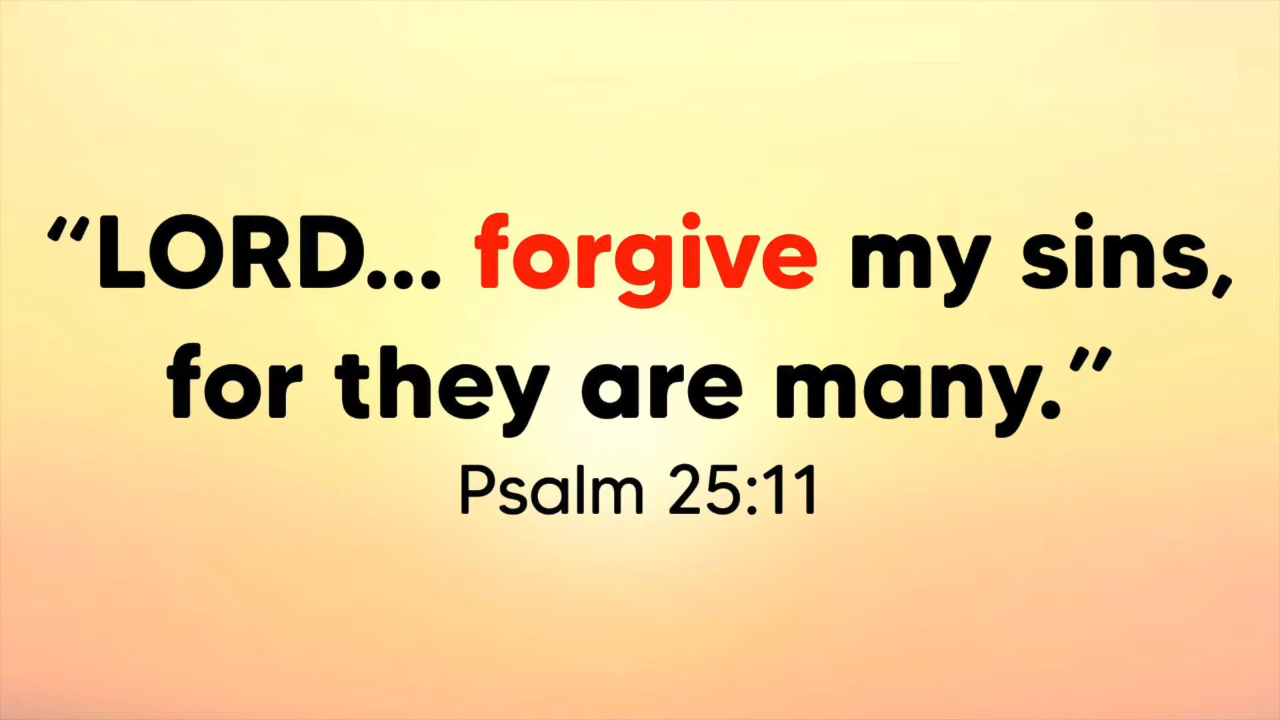 “LORD... forgive my sins,
for they are many.”
Psalm 25:11